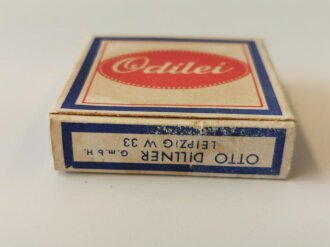 Odilei
OTTO DILLNER G.m.b.H.
LEIPZIG W 33